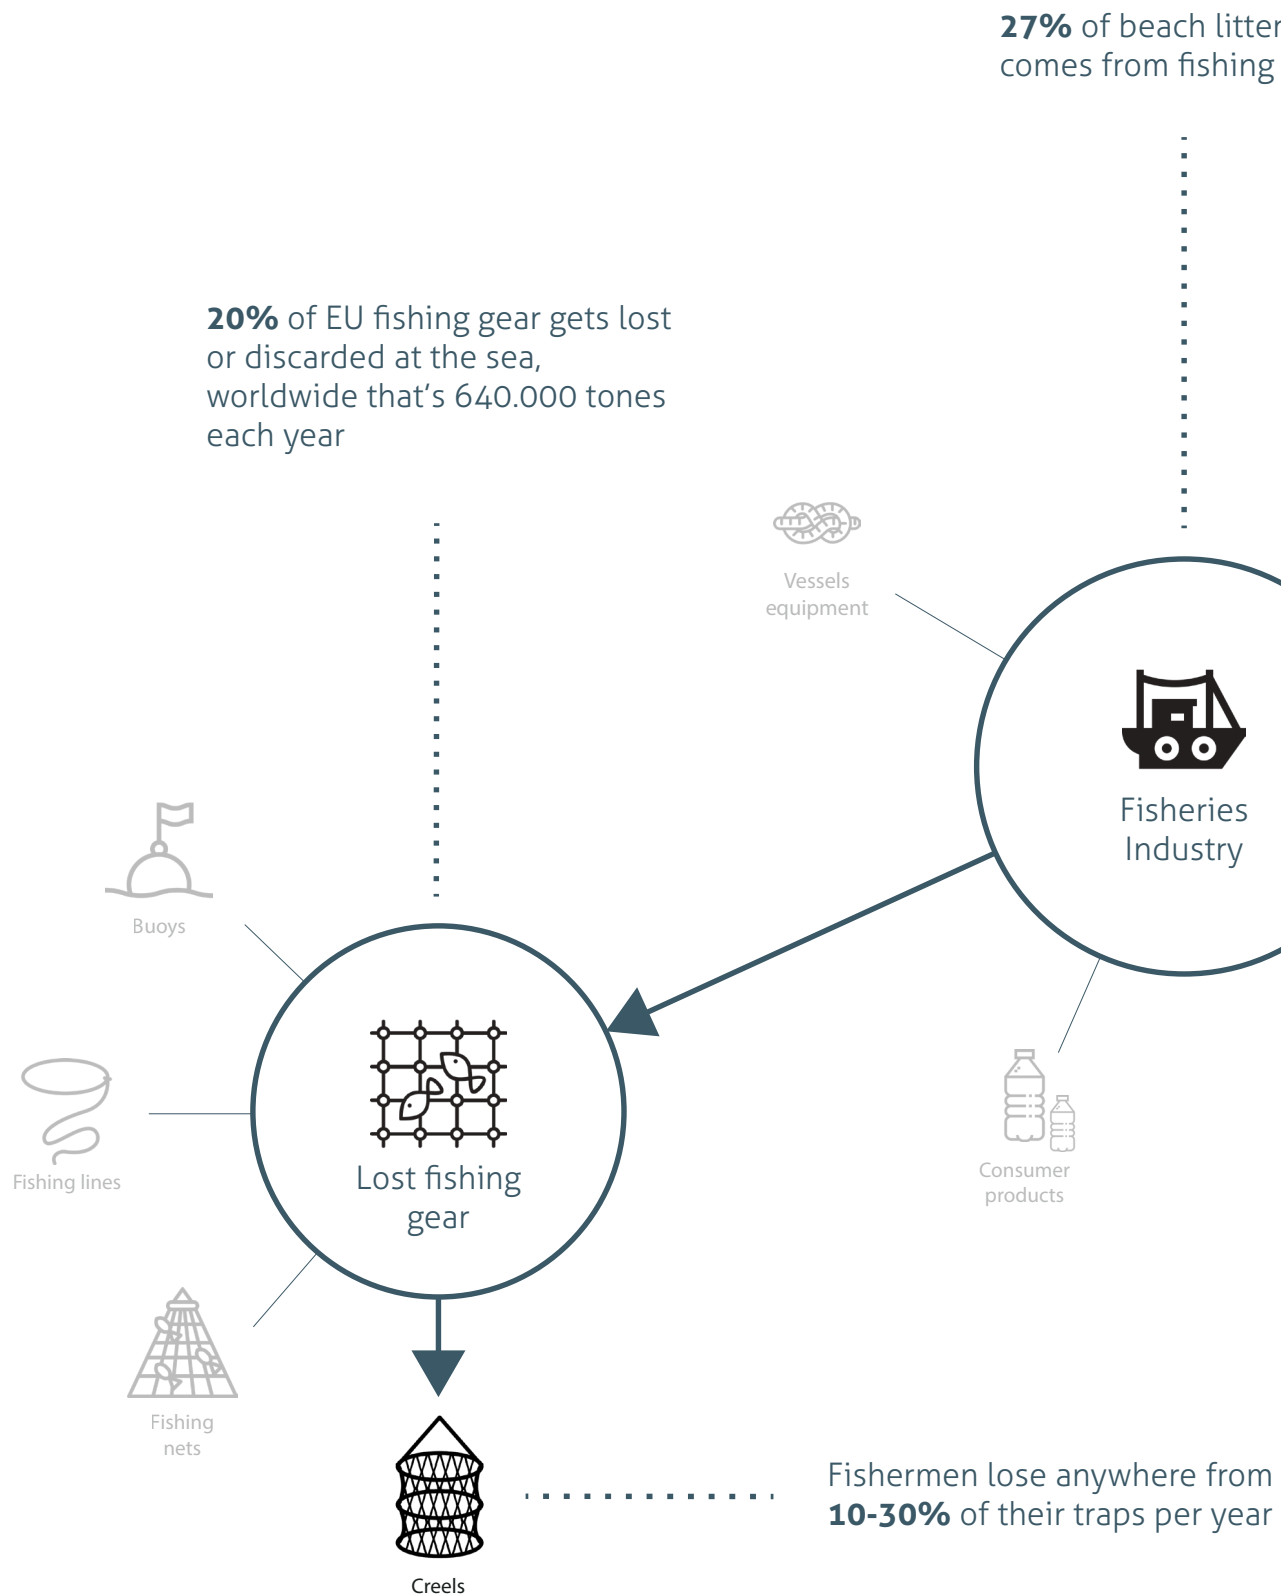 27% of beach litter
comes from fishing
20% of EU fishing gear gets lost
or discarded at the sea,
worldwide that's 640.000 tones
each year
Vessels
equipment
Fisheries
Industry
Buoys
Fishing lines
Lost fishing
gear
Consumer
products
Fishing
nets
Fishermen lose anywhere from
10-30% of their traps per year
Creels